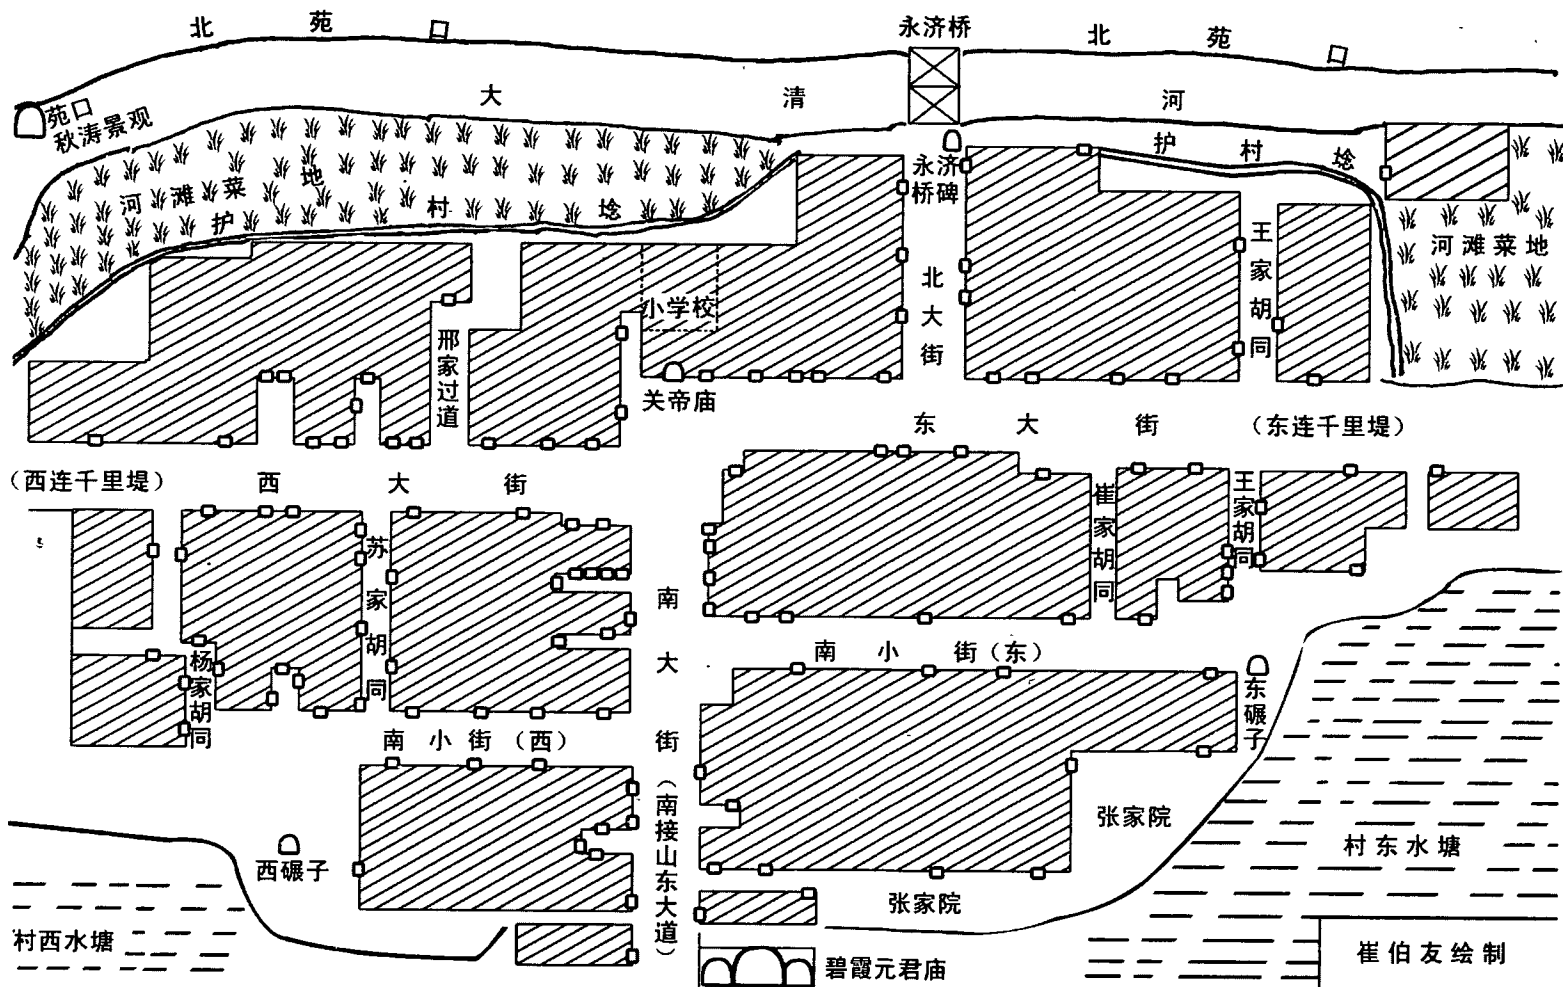 北苑口
永济桥
北苑口
苑口
秋涛景观
大清河
护村埝
永济
桥碑
河滩菜地
护村埝
河滩菜地
王家胡同
北大街
小学校
邢家过道
关帝庙
东大街（东连千里堤）
（西连千里堤）西大街
崔家胡同
王家胡同
苏家胡同
南大街（南接山东大道）
杨家胡同
南小街（东）
东碾子
南小街（西）
张家院
村东水塘
西碾子
张家院
村西水塘
碧霞元君庙
崔伯友绘制